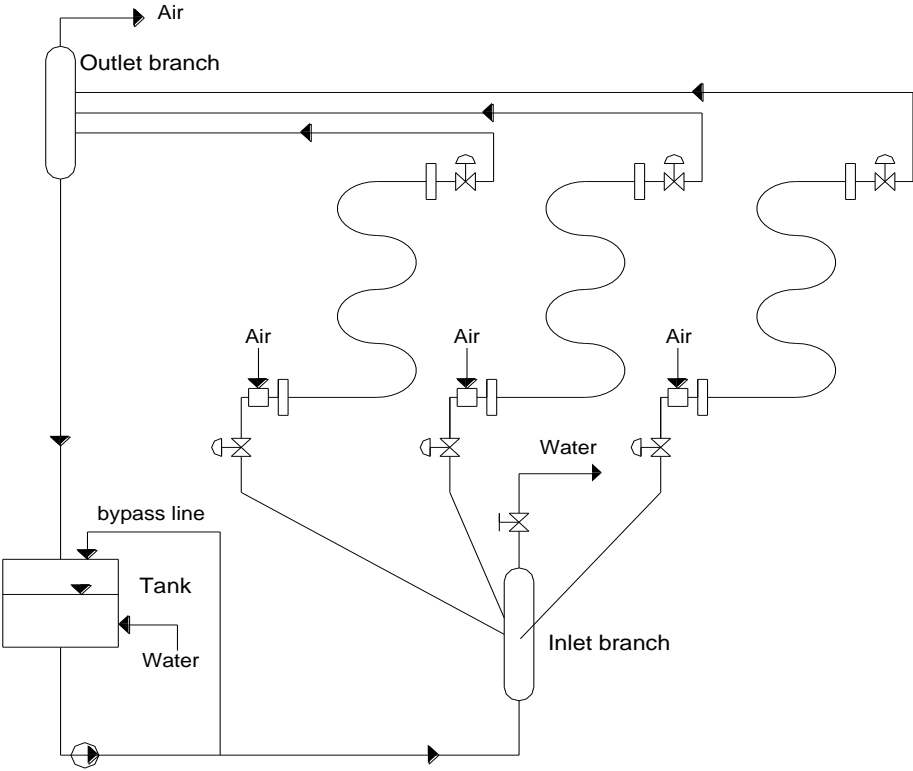 Air
Outlet branch
Air
Air
Air
Water
bypass line
Tank
Water
Inlet branch